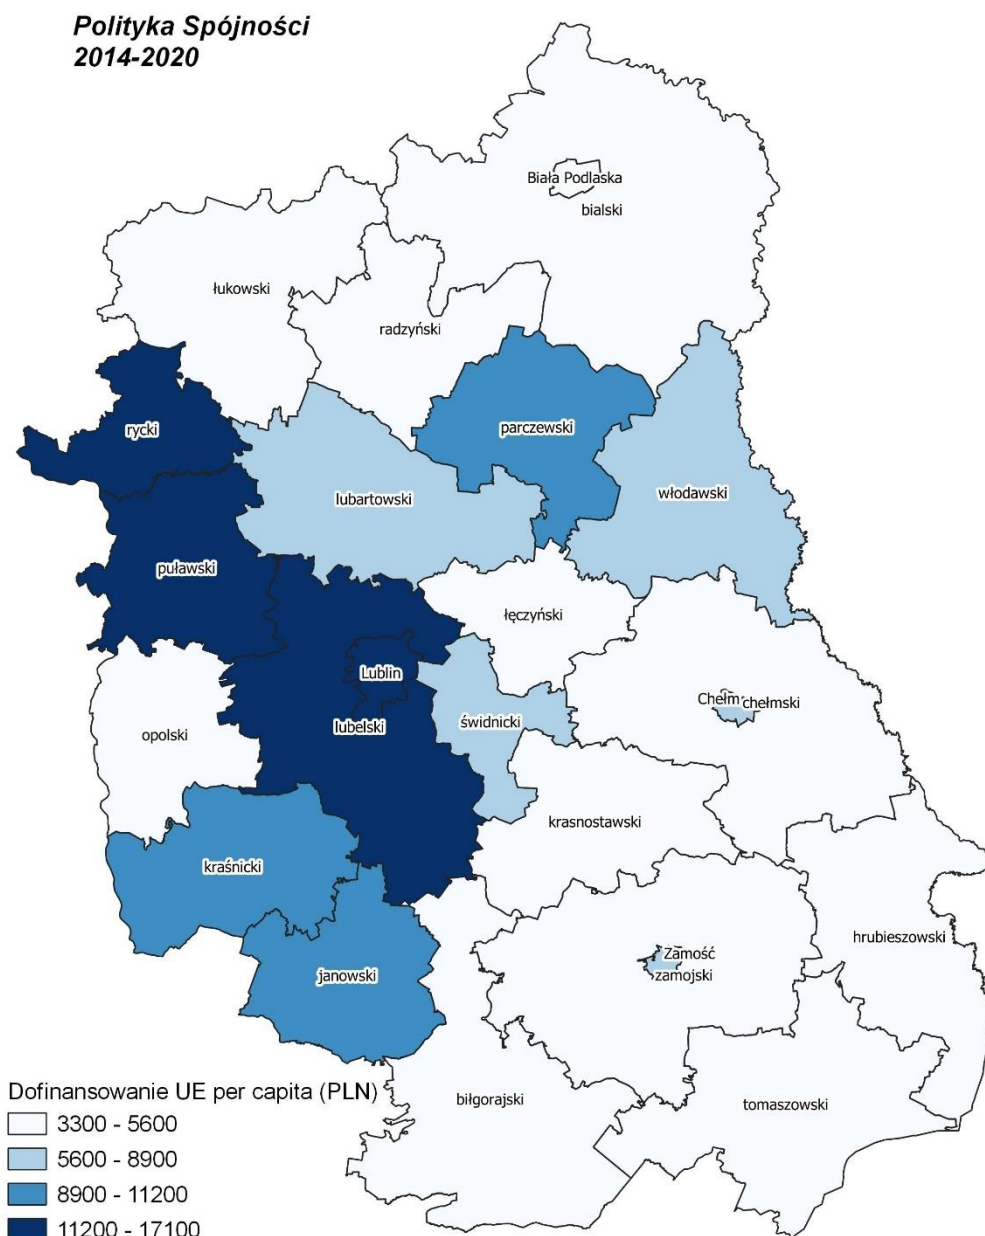 Polityka Spójności
2014-2020
Biała Podlaska
bialski
łukowski
radzyński
rycki
parczewski
włodawski
lubartowski
puławski
łęczyński
Lublin
Chełm
chełmski
świdnicki
lubelski
opolski
krasnostawski
kraśnicki
hrubieszowski
Zamość
zamojski
janowski
biłgorajski
tomaszowski
Dofinansowanie UE per capita (PLN)
3300 - 5600
5600 - 8900
8900 - 11200
11200 - 17100